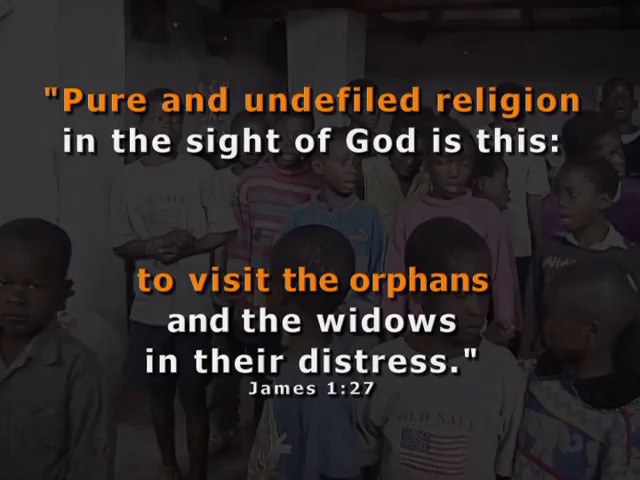 "Pure and undefiled religion
in the sight of God is this:
to visit the orphans
and the widows
in their distress."
James 1:27
OLD NAVY